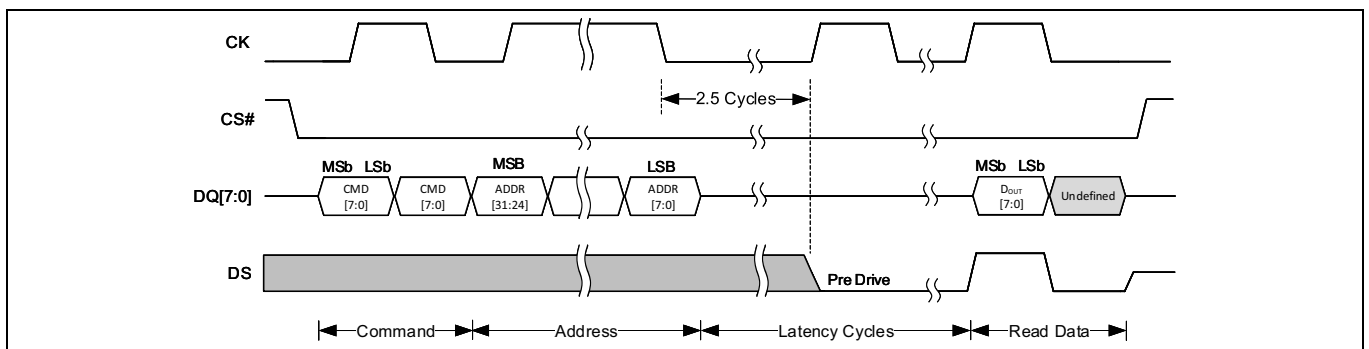 CK
2.5 Cycles
CS#
MSb LSb MSB LSB MSb LSb
DQ[7:0] CMD [7:0] CMD [7:0] ADDR [31:24] ADDR [7:0] DOUT [7:0] Undefined
DS Pre Drive
Command Address Latency Cycles Read Data